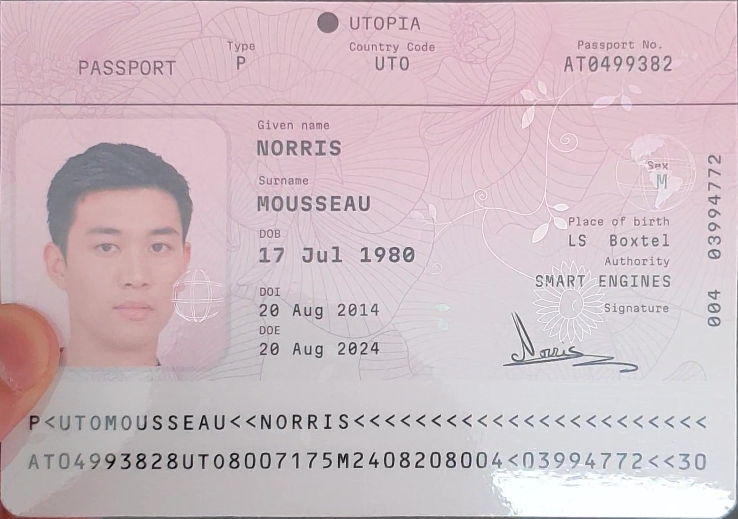 UTOPIA
PASSPORT
Type
P
Country Code
UTO
Passport No.
AT0499382
Given name
NORRIS
Surname
MOUSSEAU
DOB
17 Jul 1980
DOI
20 Aug 2014
DOE
20 Aug 2024
Sex
M
Place of birth
LS Boxtel
Authority
SMART ENGINES
Signature
Norris
004 03994772
P<UTOMOUSSEAU<<NORRIS<<<<<<<<<<<<<<<<<<<<<<<
AT04993828UTO8007175M2408208004<03994772<<30